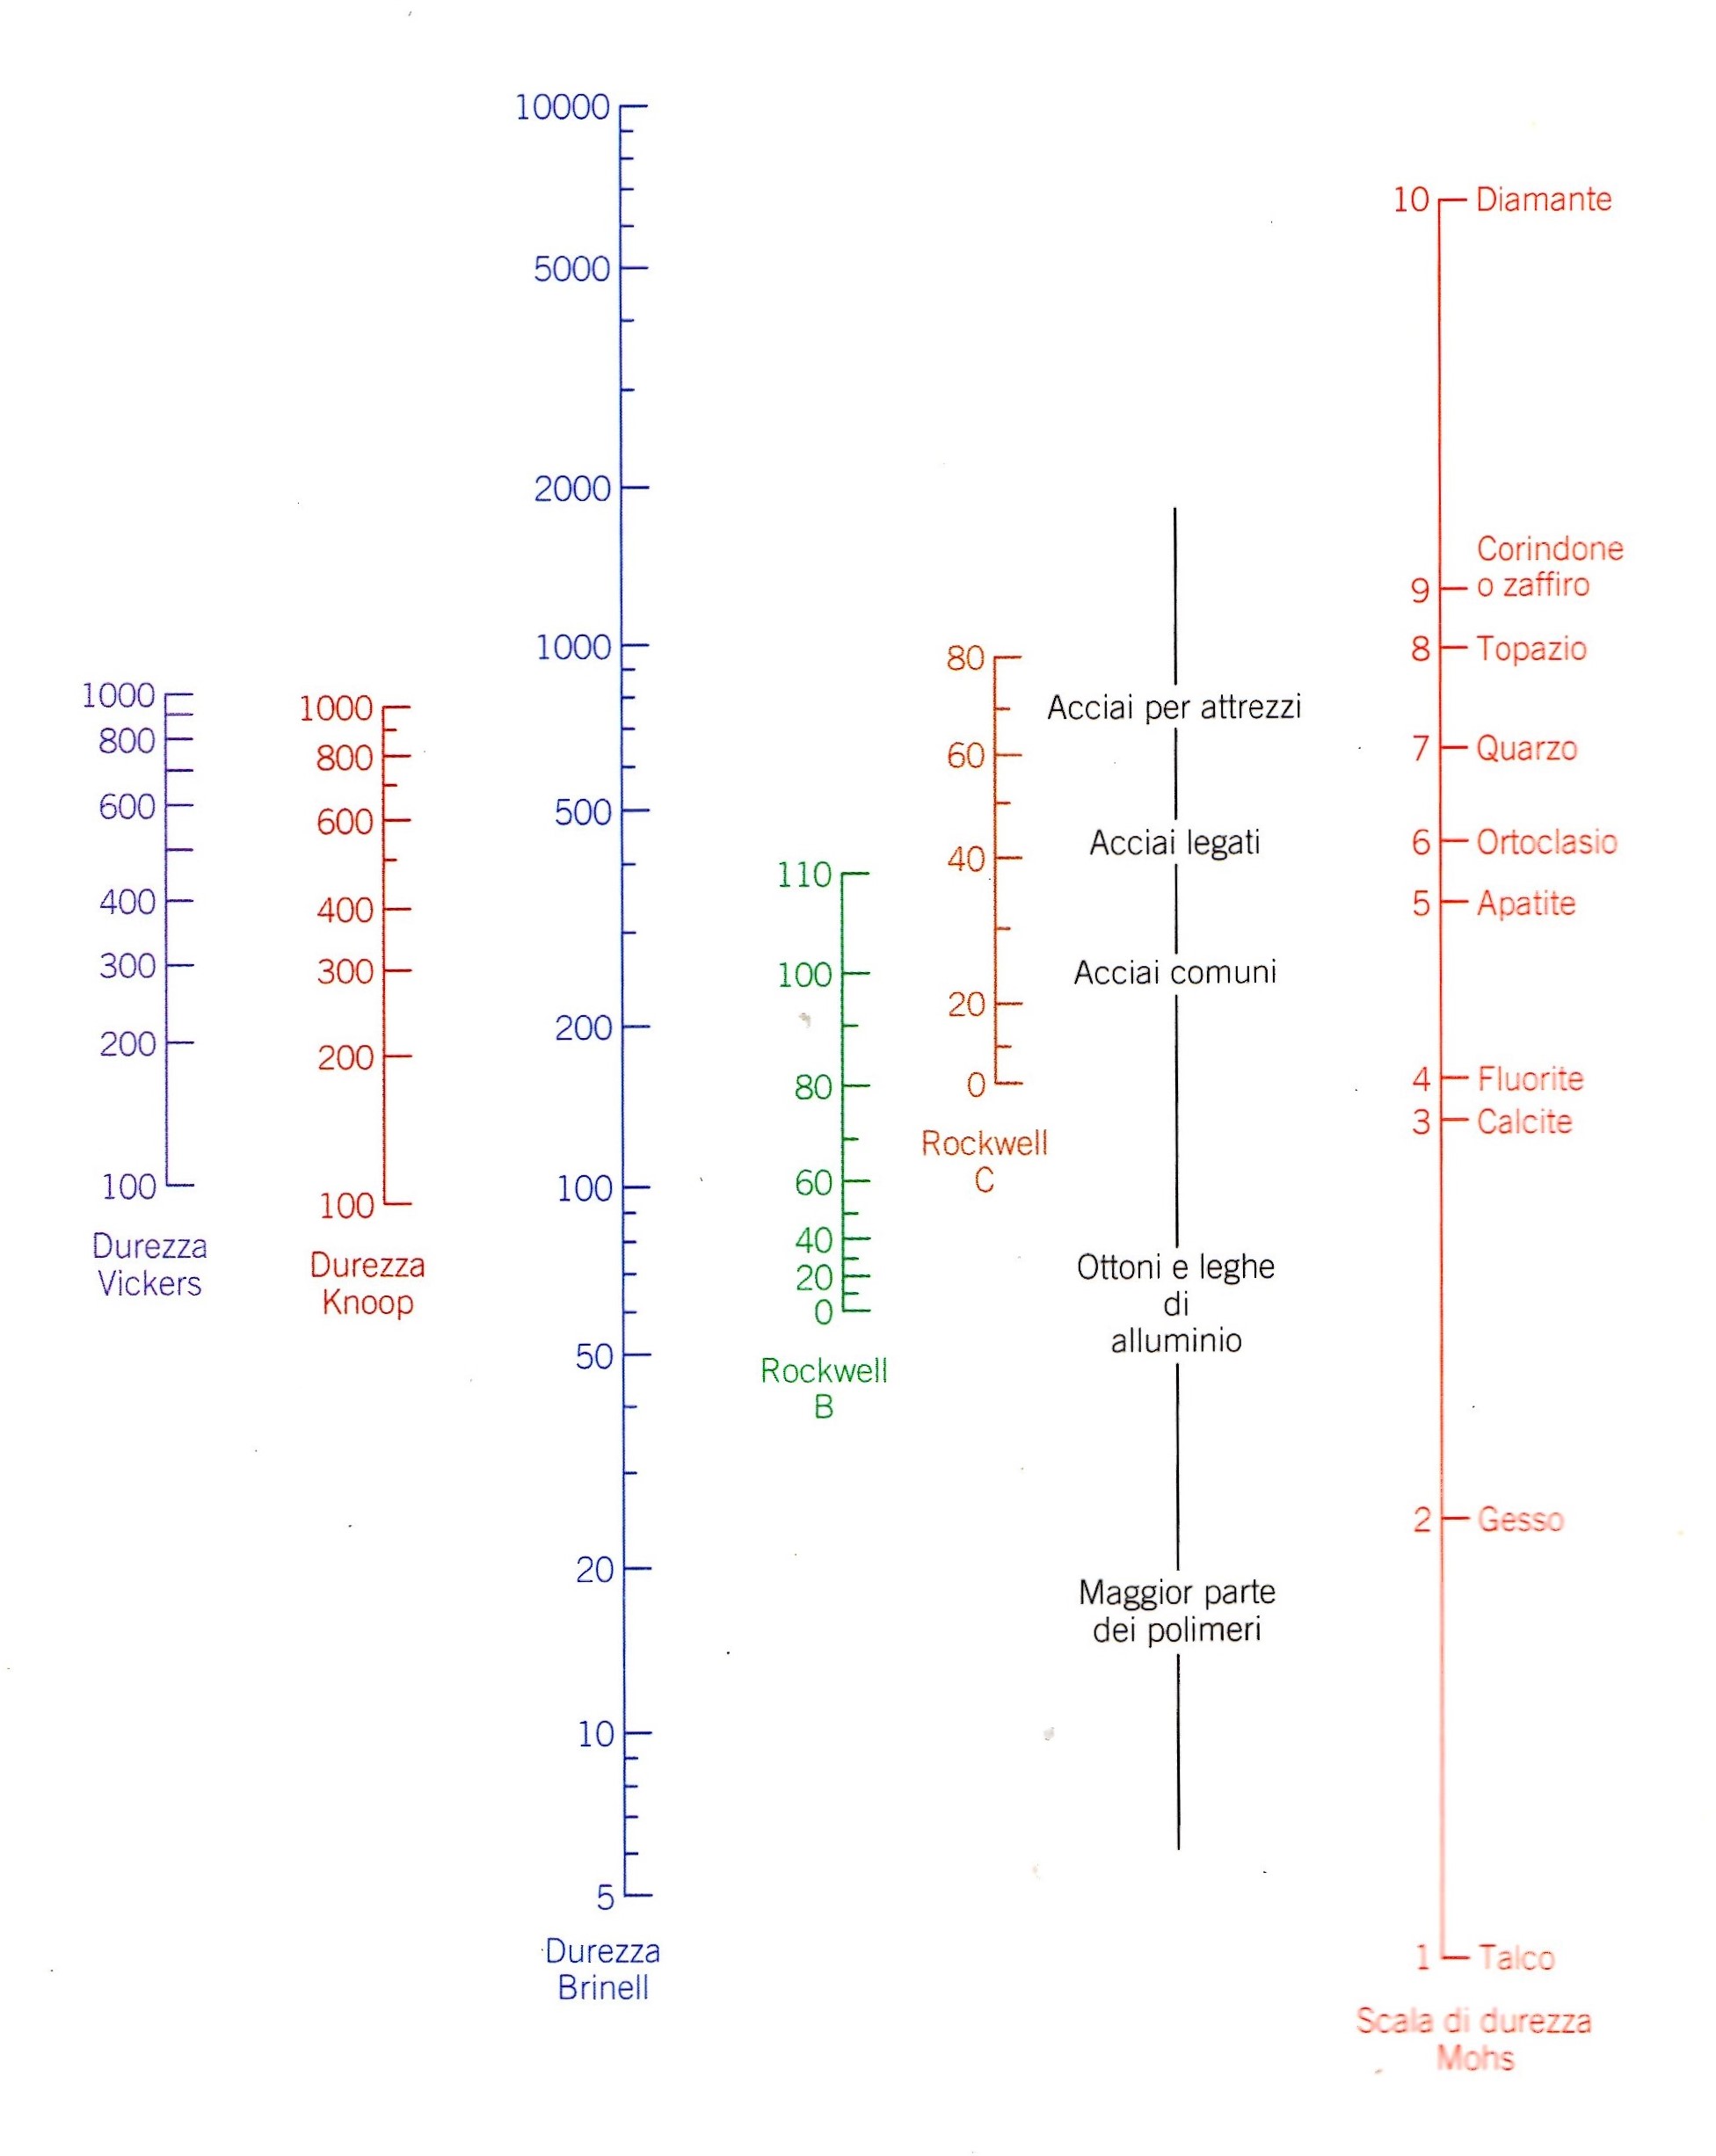 1000
800
600
400
300
200
100
Durezza
Vickers
1000
800
600
400
300
200
100
Durezza
Knoop
10000
5000
2000
1000
500
200
100
50
20
10
5
Durezza
Brinell
110
100
80
60
40
20
0
Rockwell
B
80
60
40
20
0
Rockwell
C
Acciai per attrezzi
Acciai legati
Acciai comuni
Ottoni e leghe
di
alluminio
Maggior parte
dei polimeri
10 Diamante
Corindone
9 o zaffiro
8 Topazio
7 Quarzo
6 Ortoclasio
5 Apatite
4 Fluorite
3 Calcite
2 Gesso
1 Talco
Scala di durezza
Mohs